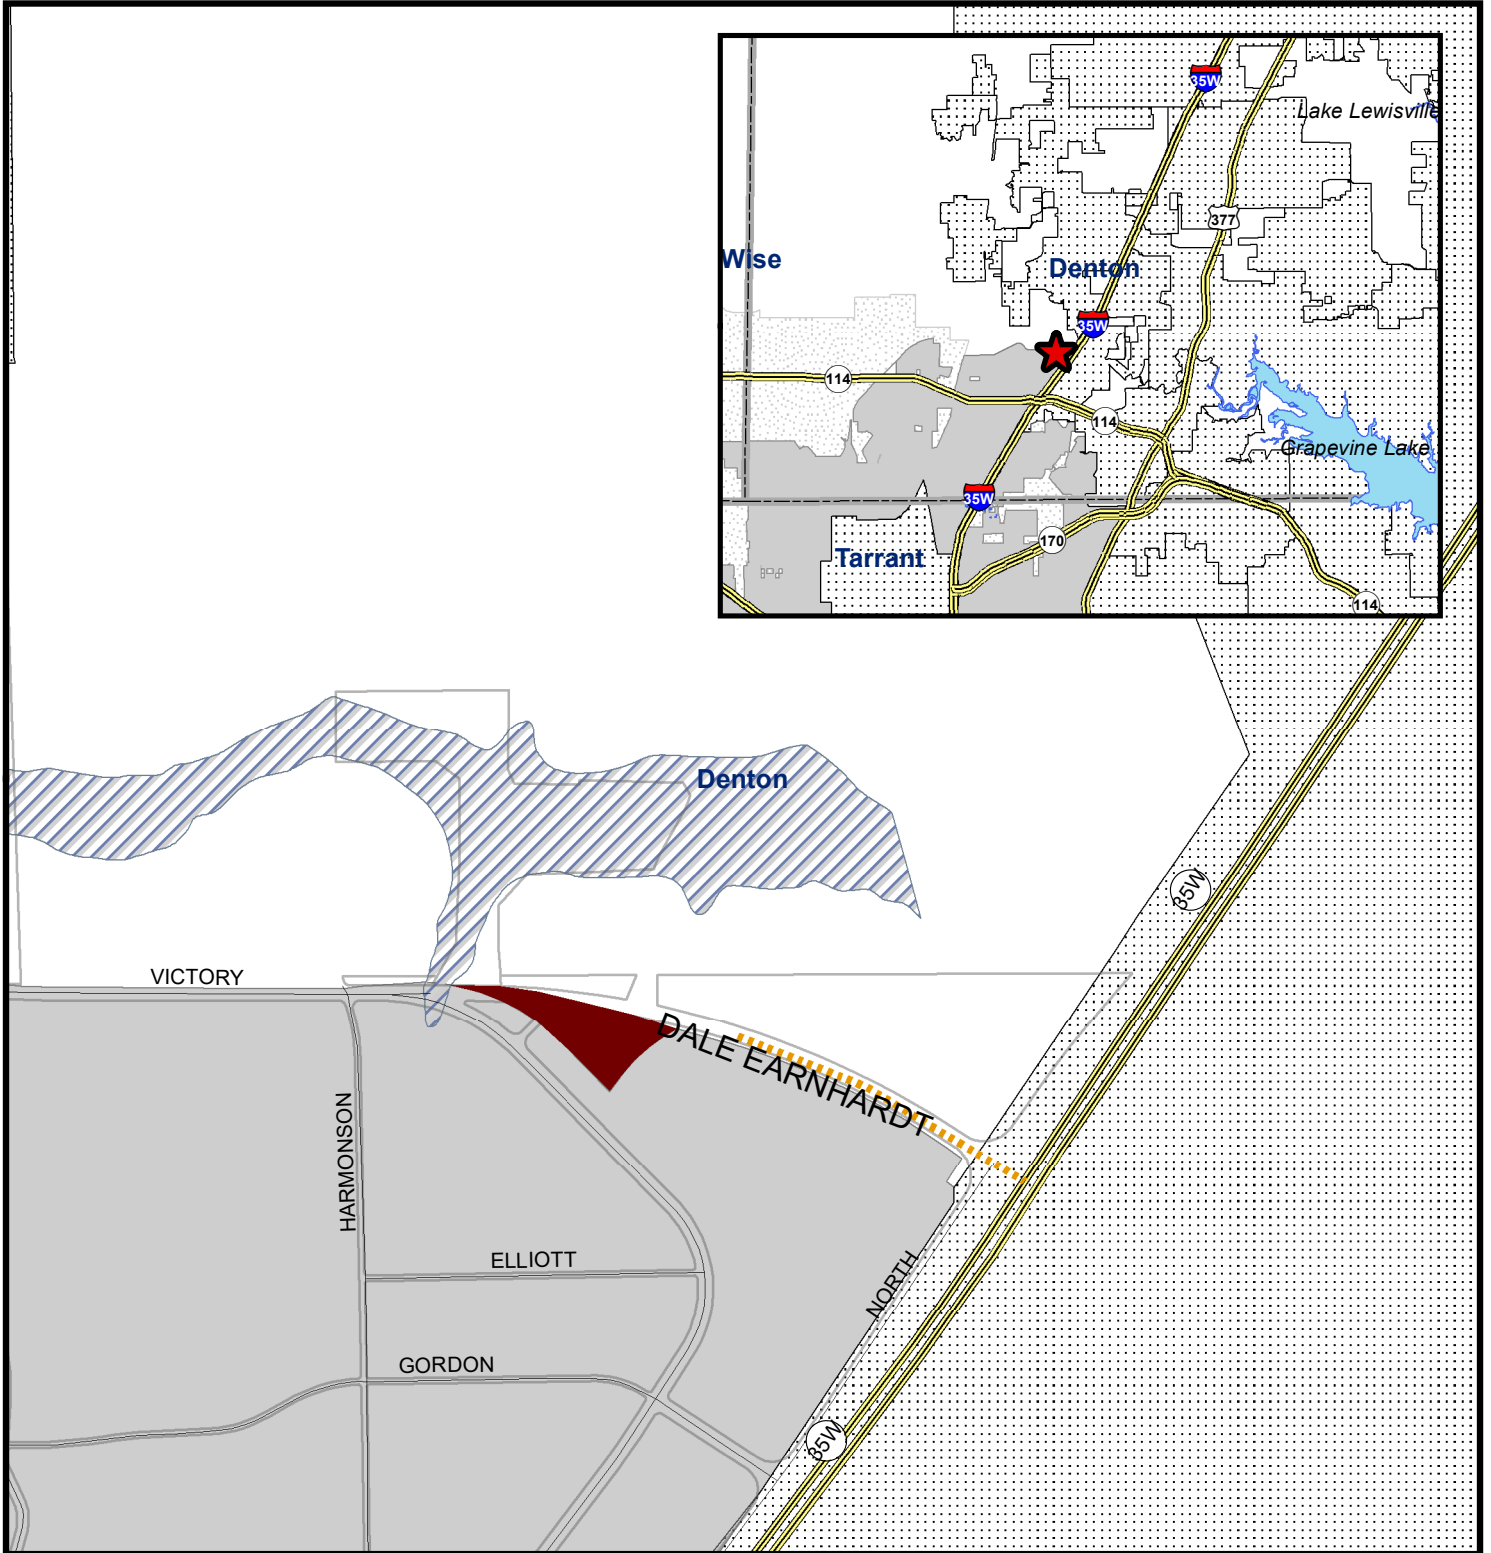 35W
Lake Lewisville
377
Wise
Denton
35W
114
114
Grapevine Lake
35W
170
Tarrant
114
Denton
35W
VICTORY
DALE EARNHARDT
HARMONSON
ELLIOTT
NORTH
GORDON
35W